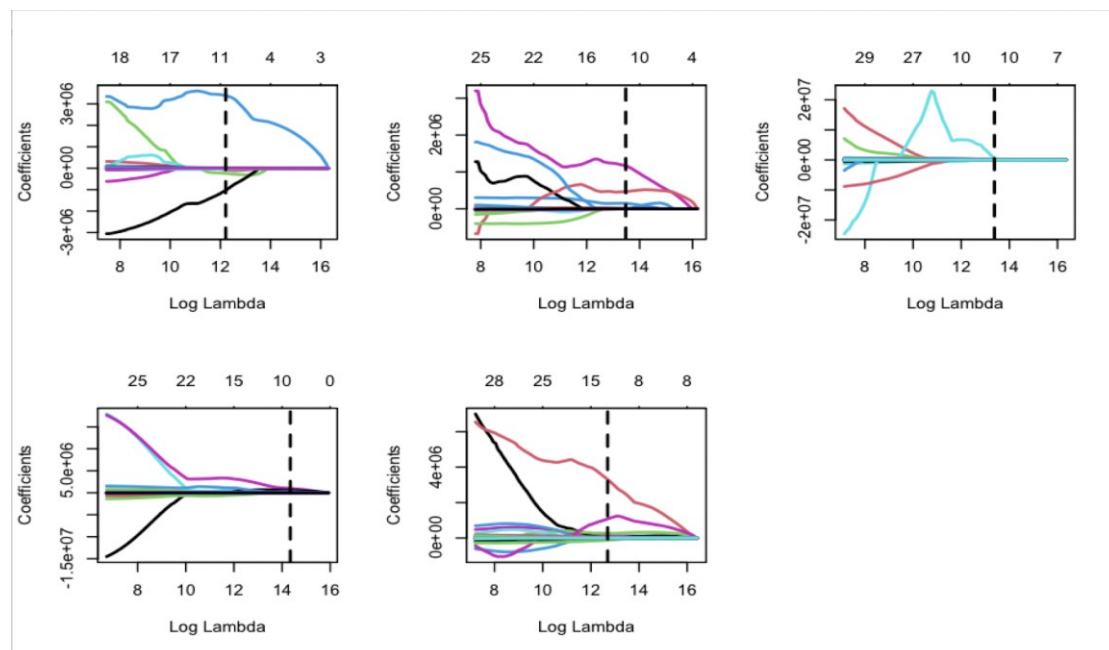 18 17 11 4 3
Coefficients
3e+06
0e+00
-3e+06
8 10 12 14 16
Log Lambda
25 22 16 10 4
Coefficients
2e+06
0e+00
8 10 12 14 16
Log Lambda
29 27 10 10 7
Coefficients
2e+07
0e+00
-2e+07
8 10 12 14 16
Log Lambda
25 22 15 10 0
Coefficients
5.0e+06
-1.5e+07
8 10 12 14 16
Log Lambda
28 25 15 8 8
Coefficients
4e+06
0e+00
8 10 12 14 16
Log Lambda